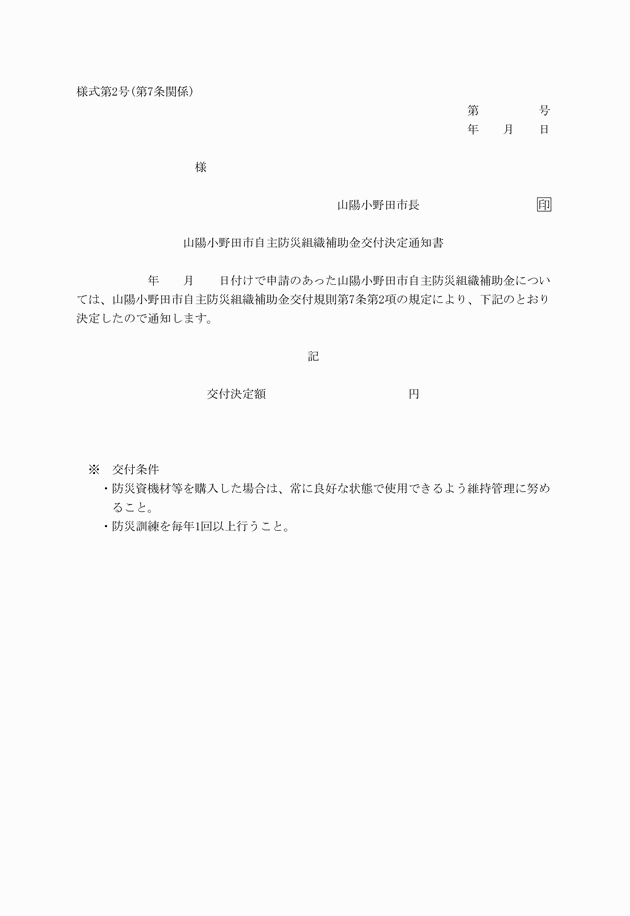 様式第2号(第7条関係)
第　　　　　号
年　　月　　日
様
山陽小野田市長　　　　　　　　　　印
山陽小野田市自主防災組織補助金交付決定通知書
年　　月　　日付けで申請のあった山陽小野田市自主防災組織補助金につい
ては、山陽小野田市自主防災組織補助金交付規則第7条第2項の規定により、下記のとおり
決定したので通知します。
記
交付決定額　　　　　　　　　　　　円
※　交付条件
・防災資機材等を購入した場合は、常に良好な状態で使用できるよう維持管理に努め
ること。
・防災訓練を毎年1回以上行うこと。